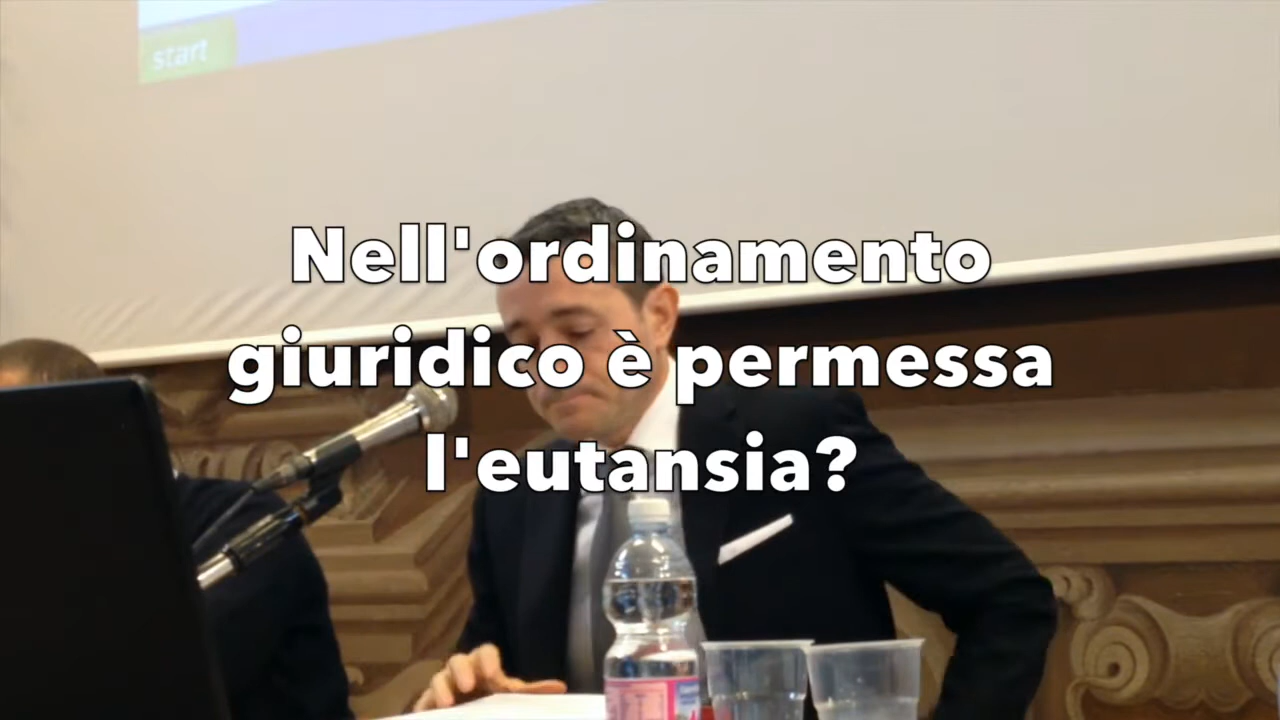 start
Nell'ordinamento
giuridico è permessa
l'eutansia?